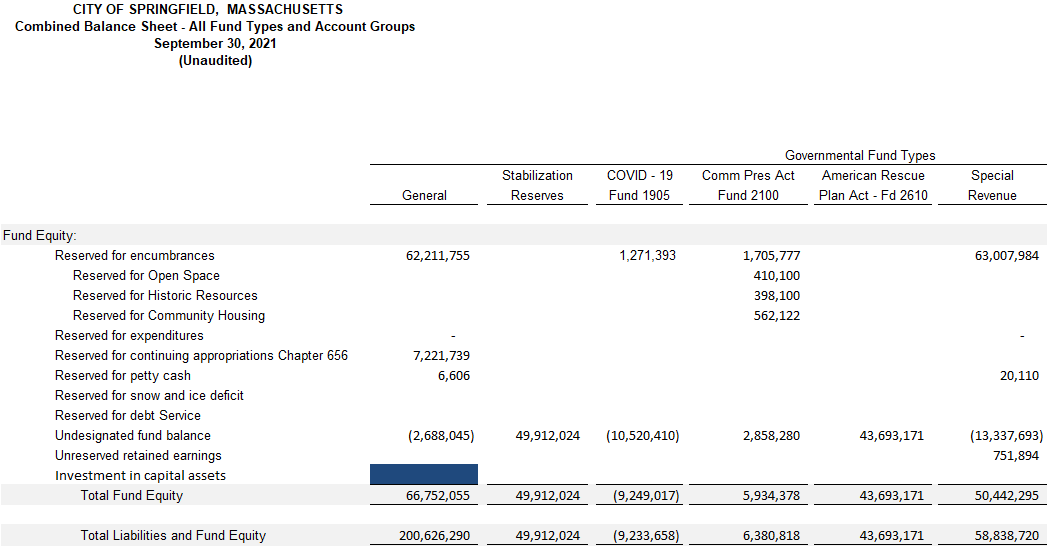 CITY OF SPRINGFIELD, MASSACHUSETTS
Combined Balance Sheet - All Fund Types and Account Groups
September 30, 2021
(Unaudited)
Governmental Fund Types
Stabilization COVID - 19 Comm Pres Act American Rescue Special
General Reserves Fund 1905 Fund 2100 Plan Act - Fd 2610 Revenue
Fund Equity:
Reserved for encumbrances 62,211,755 1,271,393 1,705,777 63,007,984
Reserved for Open Space 410,100
Reserved for Historic Resources 398,100
Reserved for Community Housing 562,122
Reserved for expenditures - -
Reserved for continuing appropriations Chapter 656 7,221,739
Reserved for petty cash 6,606 20,110
Reserved for snow and ice deficit
Reserved for debt Service
Undesignated fund balance (2,688,045) 49,912,024 (10,520,410) 2,858,280 43,693,171 (13,337,693)
Unreserved retained earnings 751,894
Investment in capital assets
Total Fund Equity 66,752,055 49,912,024 (9,249,017) 5,934,378 43,693,171 50,442,295
Total Liabilities and Fund Equity 200,626,290 49,912,024 (9,233,658) 6,380,818 43,693,171 58,838,720